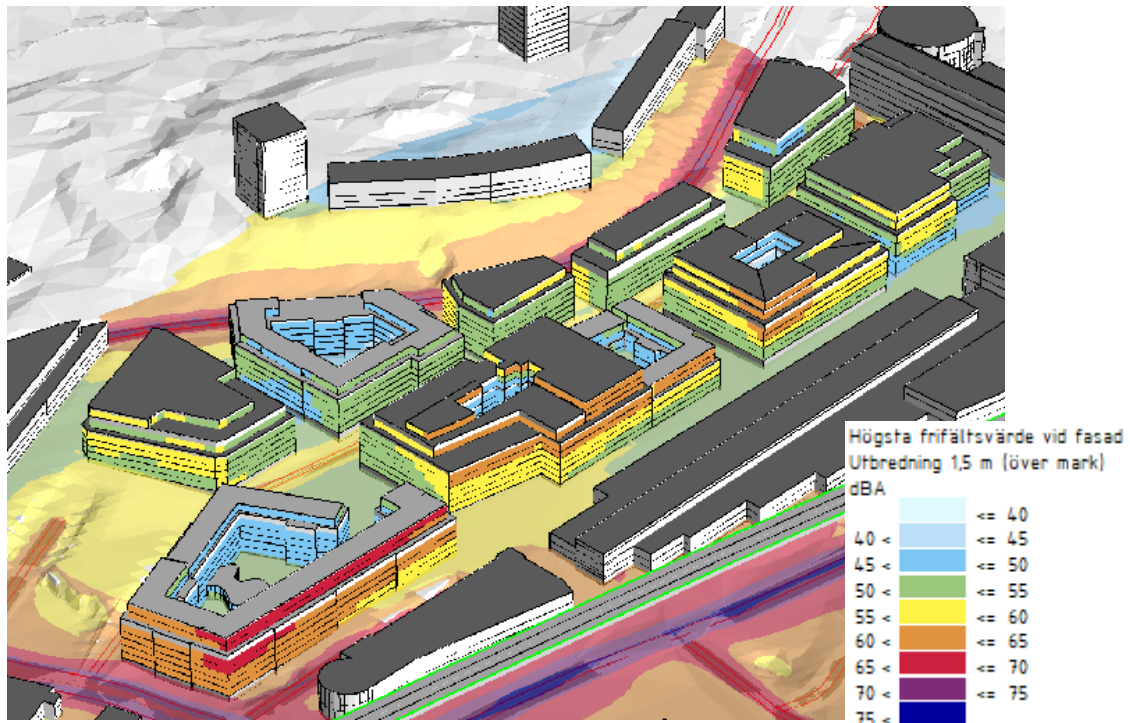 Högsta frifältsvärde vid fasad
Utbredning 1,5 m (över mark)
dBA
<= 40
40 < <= 45
45 < <= 50
50 < <= 55
55 < <= 60
60 < <= 65
65 < <= 70
70 < <= 75
75 <